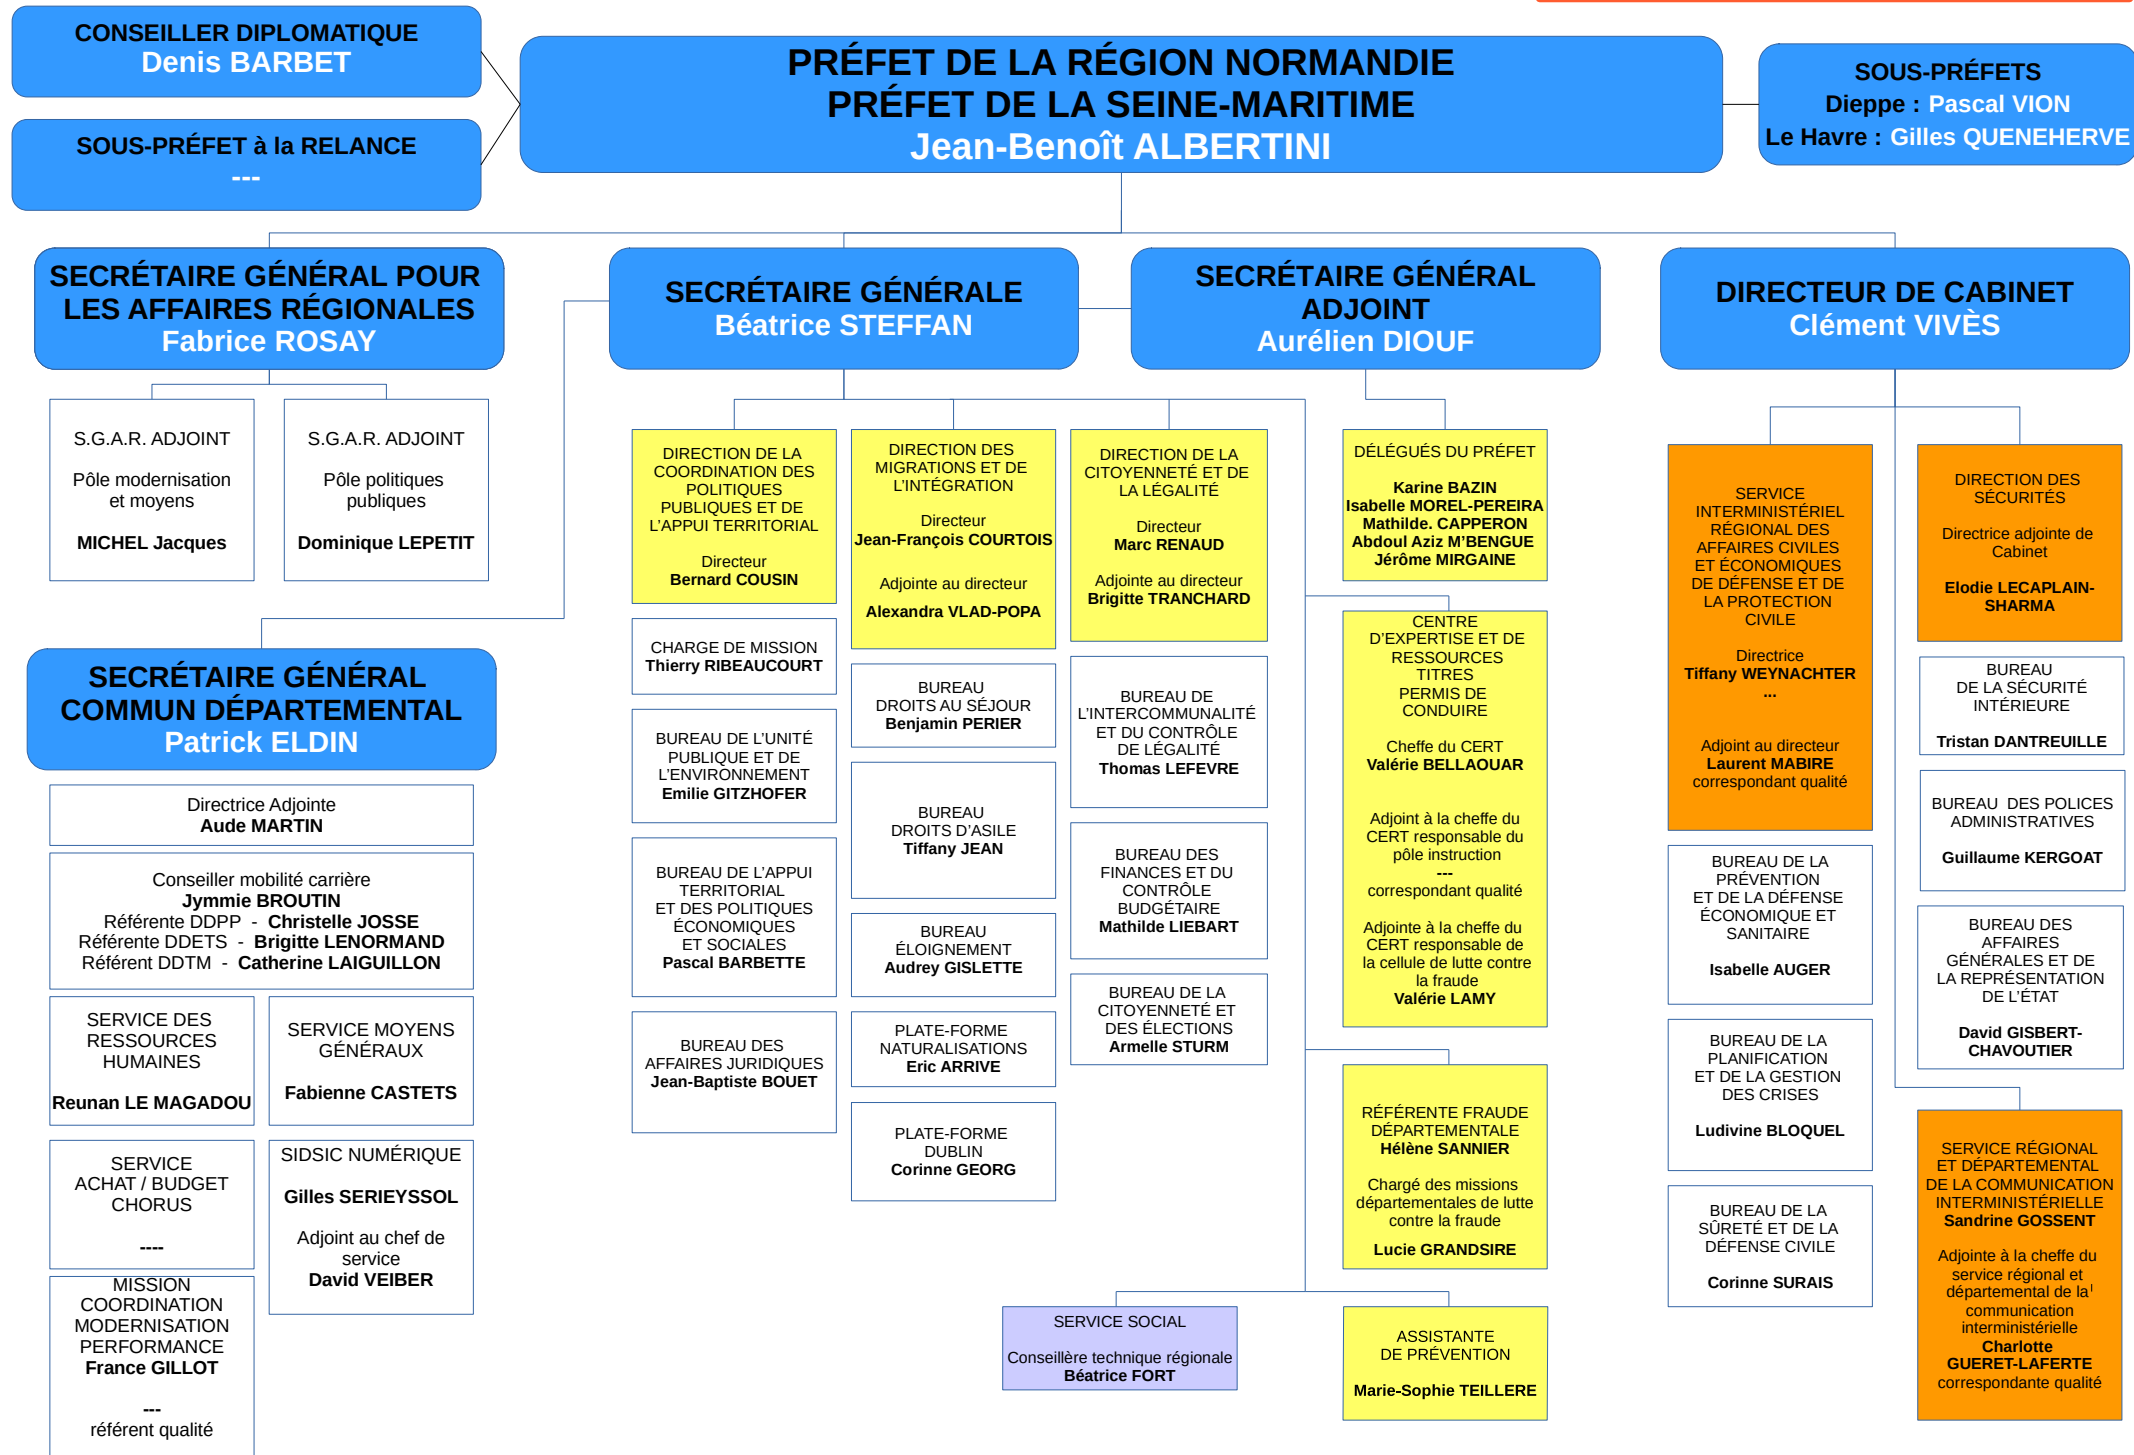 CONSEILLER DIPLOMATIQUE
Denis BARBET
SOUS-PRÉFET à la RELANCE
---
PRÉFET DE LA RÉGION NORMANDIE
PRÉFET DE LA SEINE-MARITIME
Jean-Benoît ALBERTINI
SOUS-PRÉFETS
Dieppe : Pascal VION
Le Havre : Gilles QUENEHERVE
SECRÉTAIRE GÉNÉRAL POUR
LES AFFAIRES RÉGIONALES
Fabrice ROSAY
SECRÉTAIRE GÉNÉRALE
Béatrice STEFFAN
SECRÉTAIRE GÉNÉRAL
ADJOINT
Aurélien DIOUF
DIRECTEUR DE CABINET
Clément VIVÈS
S.G.A.R. ADJOINT
Pôle modernisation
et moyens
MICHEL Jacques
S.G.A.R. ADJOINT
Pôle politiques
publiques
Dominique LEPETIT
SECRÉTAIRE GÉNÉRAL
COMMUN DÉPARTEMENTAL
Patrick ELDIN
Directrice Adjointe
Aude MARTIN
Conseiller mobilité carrière
Jymmie BROUTIN
Référente DDPP - Christelle JOSSE
Référente DDETS - Brigitte LENORMAND
Référent DDTM - Catherine LAIGUILLON
SERVICE DES
RESSOURCES
HUMAINES
Reunan LE MAGADOU
SERVICE MOYENS
GÉNÉRAUX
Fabienne CASTETS
SERVICE
ACHAT / BUDGET
CHORUS
----
SIDSIC NUMÉRIQUE
Gilles SERIEYSSOL
Adjoint au chef de
service
David VEIBER
MISSION
COORDINATION
MODERNISATION
PERFORMANCE
France GILLOT
---
référent qualité
DIRECTION DE LA
COORDINATION DES
POLITIQUES
PUBLIQUES ET DE
L’APPUI TERRITORIAL
Directeur
Bernard COUSIN
CHARGE DE MISSION
Thierry RIBEAUCOURT
BUREAU DE L’UNITÉ
PUBLIQUE ET DE
L’ENVIRONNEMENT
Emilie GITZHOFER
BUREAU DE L’APPUI
TERRITORIAL
ET DES POLITIQUES
ÉCONOMIQUES
ET SOCIALES
Pascal BARBETTE
BUREAU DES
AFFAIRES JURIDIQUES
Jean-Baptiste BOUET
DIRECTION DES
MIGRATIONS ET DE
L’INTÉGRATION
Directeur
Jean-François COURTOIS
Adjointe au directeur
Alexandra VLAD-POPA
BUREAU
DROITS AU SÉJOUR
Benjamin PERIER
BUREAU
DROITS D’ASILE
Tiffany JEAN
BUREAU
ÉLOIGNEMENT
Audrey GISLETTE
PLATE-FORME
NATURALISATIONS
Eric ARRIVE
PLATE-FORME
DUBLIN
Corinne GEORG
DIRECTION DE LA
CITOYENNETÉ ET DE
LA LÉGALITÉ
Directeur
Marc RENAUD
Adjointe au directeur
Brigitte TRANCHARD
BUREAU DE
L’INTERCOMMUNALITÉ
ET DU CONTRÔLE
DE LÉGALITÉ
Thomas LEFEVRE
BUREAU DES
FINANCES ET DU
CONTRÔLE
BUDGÉTAIRE
Mathilde LIEBART
BUREAU DE LA
CITOYENNETÉ ET
DES ÉLECTIONS
Armelle STURM
DÉLÉGUÉS DU PRÉFET
Karine BAZIN
Isabelle MOREL-PEREIRA
Mathilde. CAPPERON
Abdoul Aziz M’BENGUE
Jérôme MIRGAINE
CENTRE
D’EXPERTISE ET DE
RESSOURCES
TITRES
PERMIS DE
CONDUIRE
Cheffe du CERT
Valérie BELLAOUAR
Adjoint à la cheffe du
CERT responsable du
pôle instruction
---
correspondant qualité
Adjointe à la cheffe du
CERT responsable de
la cellule de lutte contre
la fraude
Valérie LAMY
RÉFÉRENTE FRAUDE
DÉPARTEMENTALE
Hélène SANNIER
Chargé des missions
départementales de lutte
contre la fraude
Lucie GRANDSIRE
SERVICE SOCIAL
Conseillère technique régionale
Béatrice FORT
ASSISTANTE
DE PRÉVENTION
Marie-Sophie TEILLERE
SERVICE
INTERMINISTÉRIEL
RÉGIONAL DES
AFFAIRES CIVILES
ET ÉCONOMIQUES
DE DÉFENSE ET DE
LA PROTECTION
CIVILE
Directrice
Tiffany WEYNACHTER
...
Adjoint au directeur
Laurent MABIRE
correspondant qualité
BUREAU DE LA
PRÉVENTION
ET DE LA DÉFENSE
ÉCONOMIQUE ET
SANITAIRE
Isabelle AUGER
BUREAU DE LA
PLANIFICATION
ET DE LA GESTION
DES CRISES
Ludivine BLOQUEL
BUREAU DE LA
SÛRETÉ ET DE LA
DÉFENSE CIVILE
Corinne SURAIS
DIRECTION DES
SÉCURITÉS
Directrice adjointe de
Cabinet
Elodie LECAPLAIN-
SHARMA
BUREAU
DE LA SÉCURITÉ
INTÉRIEURE
Tristan DANTREUILLE
BUREAU DES POLICES
ADMINISTRATIVES
Guillaume KERGOAT
BUREAU DES
AFFAIRES
GÉNÉRALES ET DE
LA REPRÉSENTATION
DE L’ÉTAT
David GISBERT-
CHAVOUTIER
SERVICE RÉGIONAL
ET DÉPARTEMENTAL
DE LA COMMUNICATION
INTERMINISTÉRIELLE
Sandrine GOSSENT
Adjointe à la cheffe du
service régional et
départemental de la
communication
interministérielle
Charlotte
GUERET-LAFERTE
correspondante qualité